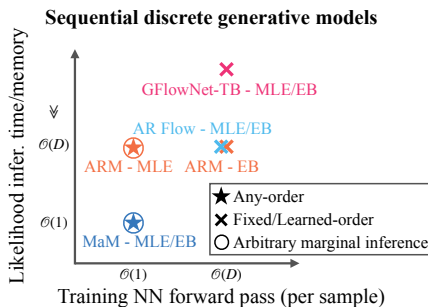 Sequential discrete generative models
Likelihood infer. time/memory
≫
GFlowNet-TB - MLE/EB
AR Flow - MLE/EB
𝒪(D)
ARM - MLE
ARM - EB
★ Any-order
𝒪(1)
× Fixed/Learned-order
MaM - MLE/EB
○ Arbitrary marginal inference
𝒪(1)
𝒪(D)
Training NN forward pass (per sample)